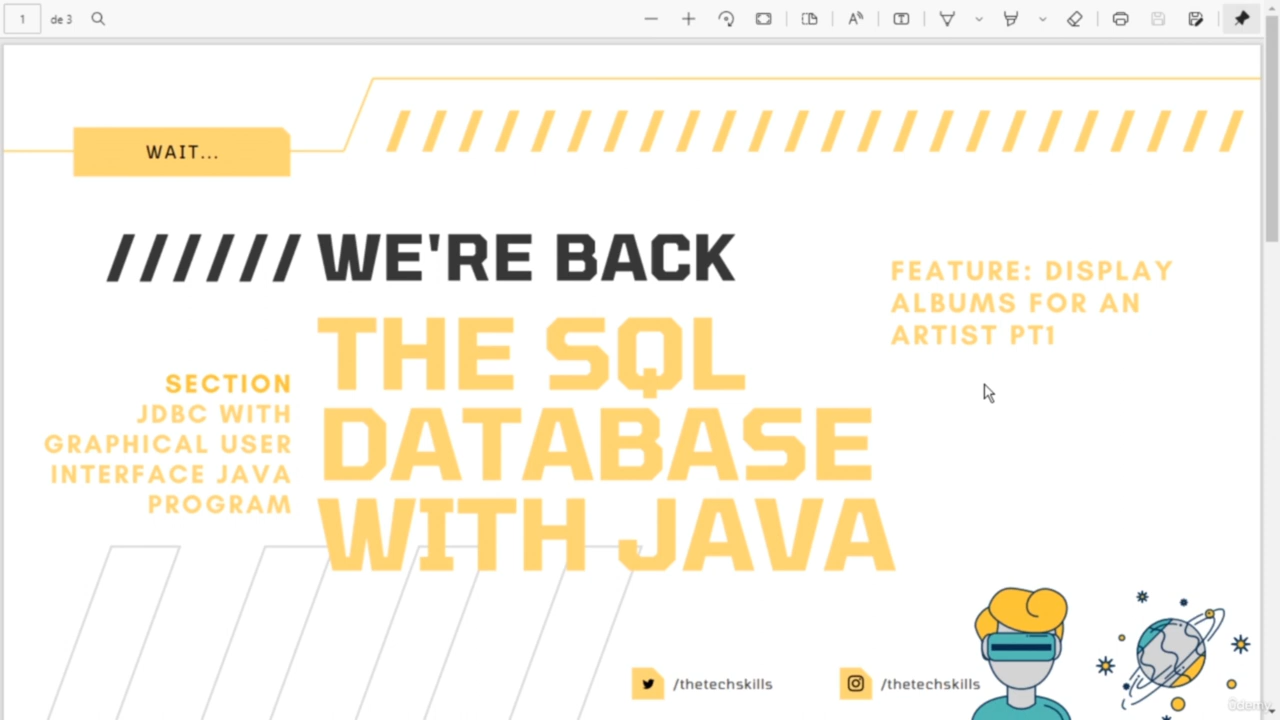 1 de 3
WAIT...
////// WE'RE BACK
THE SQL
DATABASE
WITH JAVA
FEATURE: DISPLAY
ALBUMS FOR AN
ARTIST PT1
SECTION
JDBC WITH
GRAPHICAL USER
INTERFACE JAVA
PROGRAM
/thetechskills
/thetechskills
ûdemy